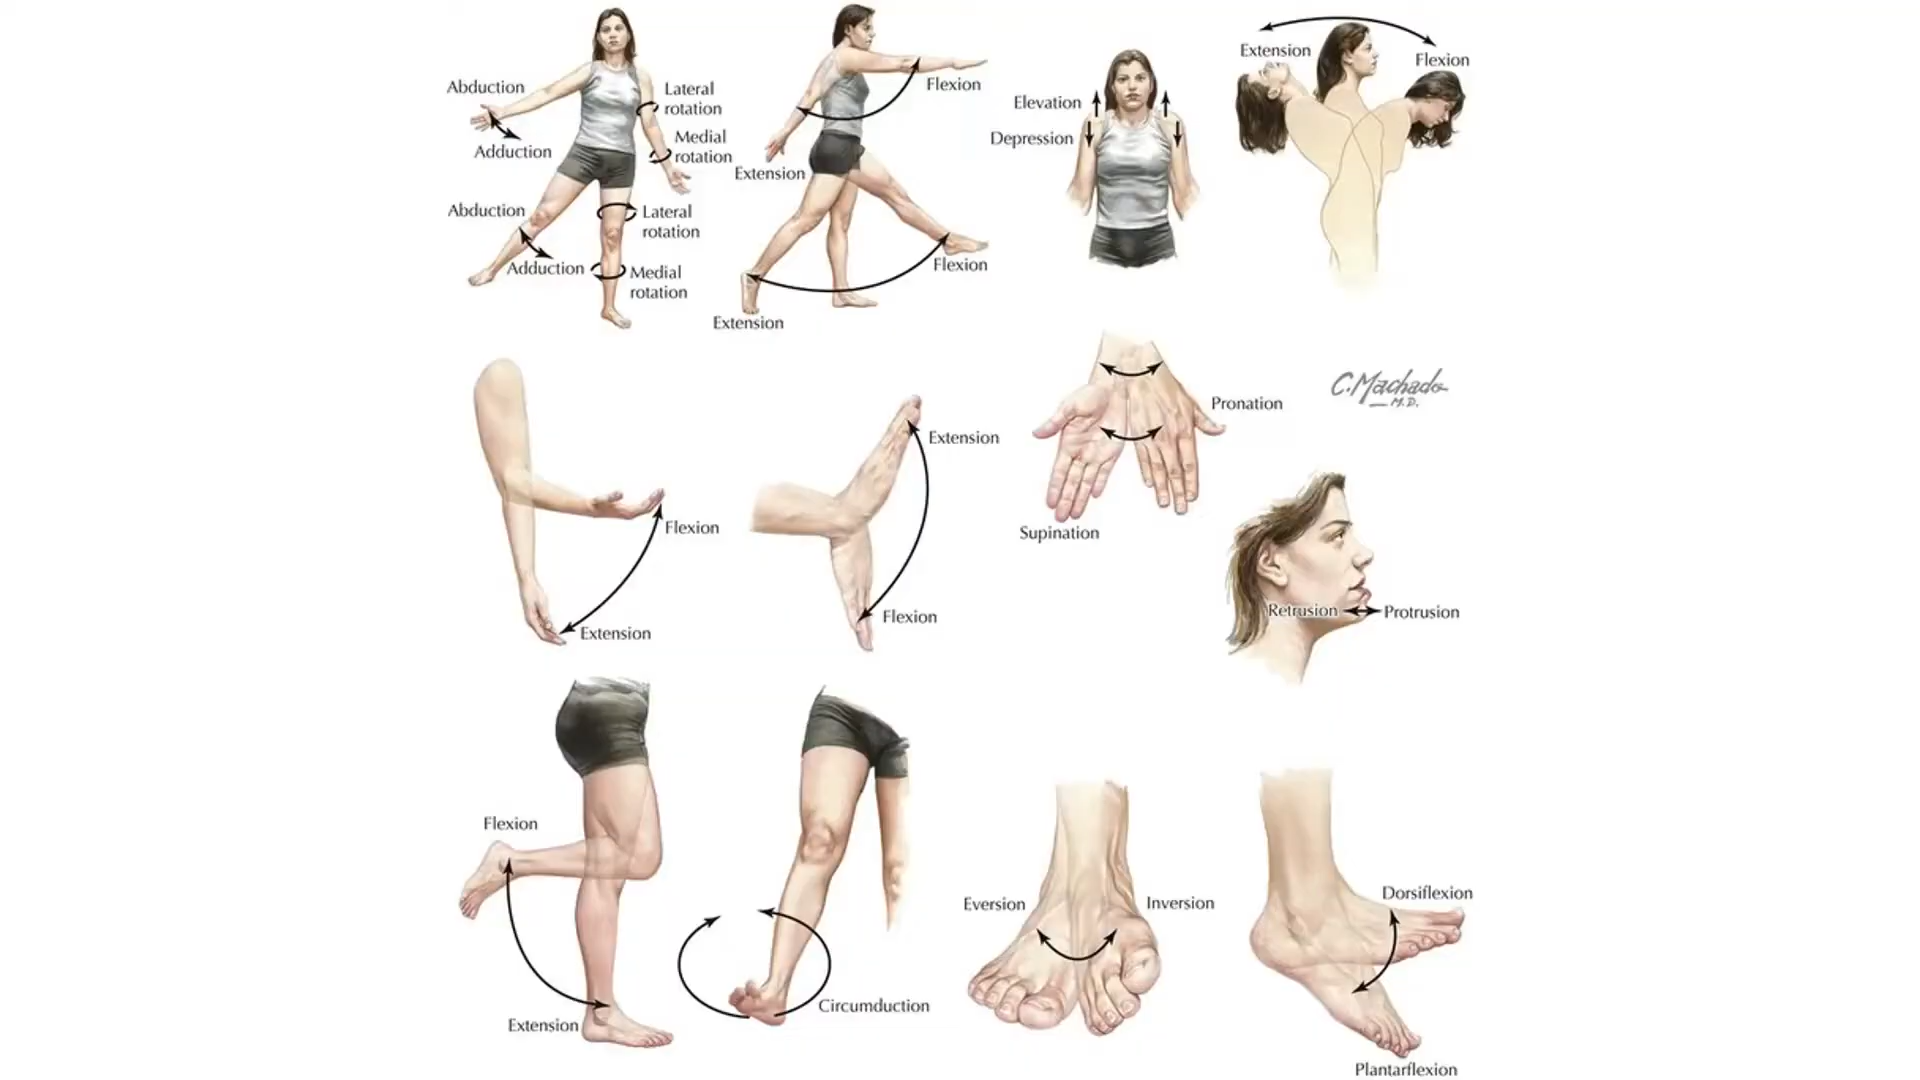 Abduction
Adduction
Lateral
rotation
Medial
rotation
Abduction
Adduction
Lateral
rotation
Medial
rotation
Flexion
Extension
Flexion
Extension
Elevation
Depression
Extension
Flexion
Flexion
Extension
Extension
Flexion
Pronation
Supination
C.Machado
M.D.
Retrusion
Protrusion
Flexion
Extension
Circumduction
Eversion
Inversion
Dorsiflexion
Plantarflexion